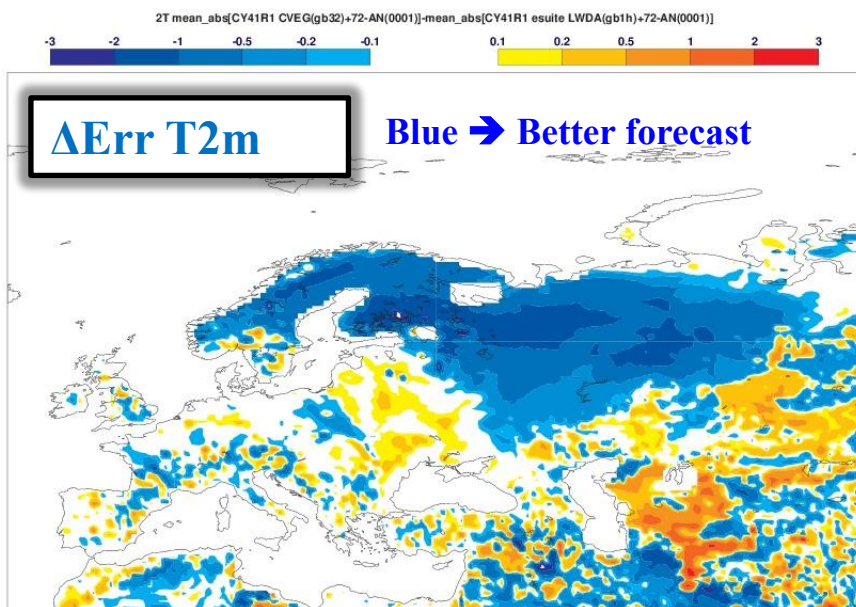 2T mean_abs[CY41R1 CVEG(gb32)+72-AN(0001)]-mean_abs[CY41R1 esuite LWDA(gb1h)+72-AN(0001)]
-3 -2 -1 -0.5 -0.2 -0.1 0.1 0.2 0.5 1 2 3
ΔErr T2m
Blue ➔ Better forecast